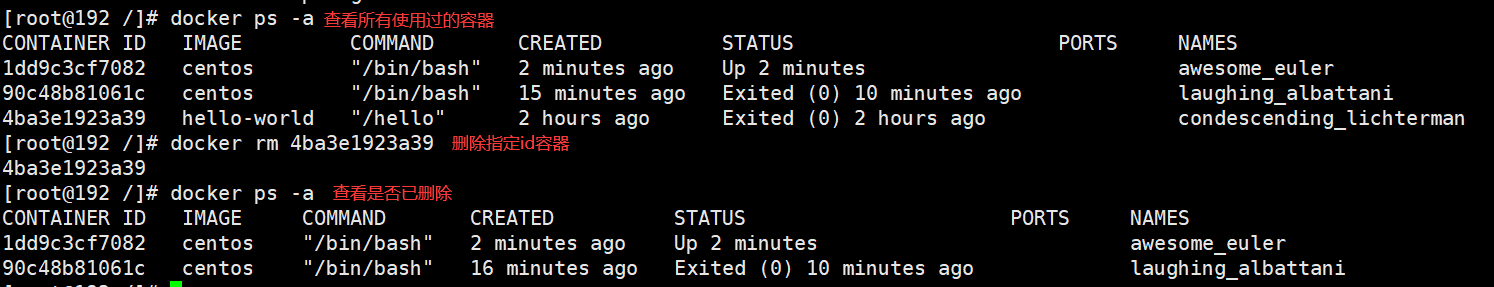 [root@192 /]# docker ps -a 查看所有使用过的容器
CONTAINER ID   IMAGE         COMMAND       CREATED          STATUS                      PORTS     NAMES
1dd9c3cf7082   centos        "/bin/bash"   2 minutes ago    Up 2 minutes                          awesome_euler
90c48b81061c   centos        "/bin/bash"   15 minutes ago   Exited (0) 10 minutes ago             laughing_albattani
4ba3e1923a39   hello-world   "/hello"      2 hours ago      Exited (0) 2 hours ago                condescending_lichterman
[root@192 /]# docker rm 4ba3e1923a39 删除指定id容器
4ba3e1923a39
[root@192 /]# docker ps -a 查看是否已删除
CONTAINER ID   IMAGE     COMMAND       CREATED          STATUS                      PORTS     NAMES
1dd9c3cf7082   centos    "/bin/bash"   2 minutes ago    Up 2 minutes                          awesome_euler
90c48b81061c   centos    "/bin/bash"   16 minutes ago   Exited (0) 10 minutes ago             laughing_albattani